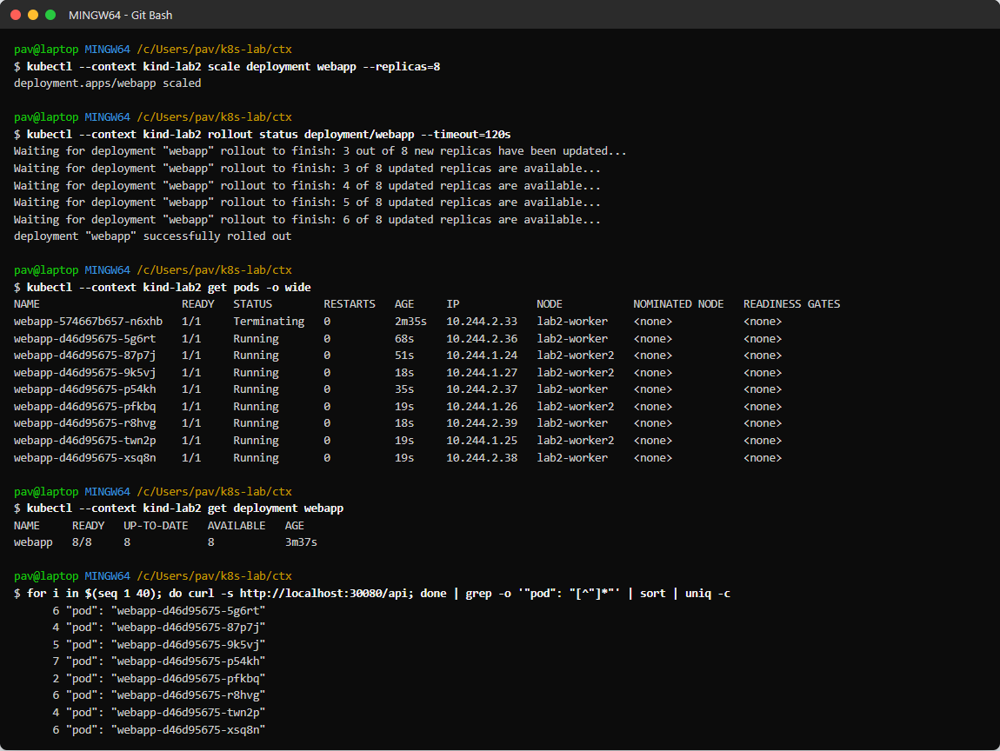 MINGW64 - Git Bash
pav@laptop MINGW64 /c/Users/pav/k8s-lab/ctx
$ kubectl --context kind-lab2 scale deployment webapp --replicas=8
deployment.apps/webapp scaled
pav@laptop MINGW64 /c/Users/pav/k8s-lab/ctx
$ kubectl --context kind-lab2 rollout status deployment/webapp --timeout=120s
Waiting for deployment "webapp" rollout to finish: 3 out of 8 new replicas have been updated...
Waiting for deployment "webapp" rollout to finish: 3 of 8 updated replicas are available...
Waiting for deployment "webapp" rollout to finish: 4 of 8 updated replicas are available...
Waiting for deployment "webapp" rollout to finish: 5 of 8 updated replicas are available...
Waiting for deployment "webapp" rollout to finish: 6 of 8 updated replicas are available...
deployment "webapp" successfully rolled out
pav@laptop MINGW64 /c/Users/pav/k8s-lab/ctx
$ kubectl --context kind-lab2 get pods -o wide
NAME READY STATUS RESTARTS AGE IP NODE NOMINATED NODE READINESS GATES
webapp-574667b657-n6xhb 1/1 Terminating 0 2m35s 10.244.2.33 lab2-worker <none> <none>
webapp-d46d95675-5g6rt 1/1 Running 0 68s 10.244.2.36 lab2-worker <none> <none>
webapp-d46d95675-87p7j 1/1 Running 0 51s 10.244.1.24 lab2-worker2 <none> <none>
webapp-d46d95675-9k5vj 1/1 Running 0 18s 10.244.1.27 lab2-worker2 <none> <none>
webapp-d46d95675-p54kh 1/1 Running 0 35s 10.244.2.37 lab2-worker <none> <none>
webapp-d46d95675-pfkbq 1/1 Running 0 19s 10.244.1.26 lab2-worker2 <none> <none>
webapp-d46d95675-r8hvg 1/1 Running 0 18s 10.244.2.39 lab2-worker <none> <none>
webapp-d46d95675-twn2p 1/1 Running 0 19s 10.244.1.25 lab2-worker2 <none> <none>
webapp-d46d95675-xsq8n 1/1 Running 0 19s 10.244.2.38 lab2-worker <none> <none>
pav@laptop MINGW64 /c/Users/pav/k8s-lab/ctx
$ kubectl --context kind-lab2 get deployment webapp
NAME READY UP-TO-DATE AVAILABLE AGE
webapp 8/8 8 8 3m37s
pav@laptop MINGW64 /c/Users/pav/k8s-lab/ctx
$ for i in $(seq 1 40); do curl -s http://localhost:30080/api; done | grep -o '"pod": "[^"]*"' | sort | uniq -c
6 "pod": "webapp-d46d95675-5g6rt"
4 "pod": "webapp-d46d95675-87p7j"
5 "pod": "webapp-d46d95675-9k5vj"
7 "pod": "webapp-d46d95675-p54kh"
2 "pod": "webapp-d46d95675-pfkbq"
6 "pod": "webapp-d46d95675-r8hvg"
4 "pod": "webapp-d46d95675-twn2p"
6 "pod": "webapp-d46d95675-xsq8n"